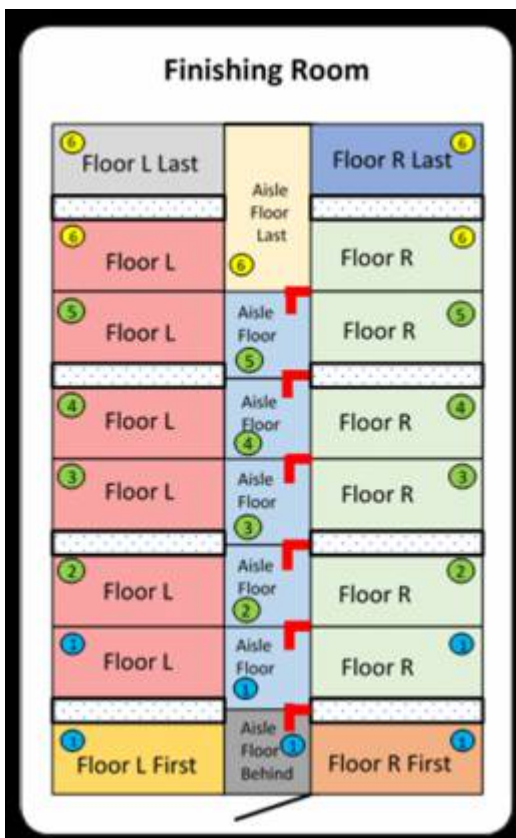 Finishing Room
6
Floor L Last
Aisle
Floor
Last
6
6
Floor R Last
6
Floor L
6
Floor R
5
Floor L
Aisle
Floor
5
5
Floor R
4
Floor L
Aisle
Floor
4
4
Floor R
3
Floor L
Aisle
Floor
3
3
Floor R
2
Floor L
Aisle
Floor
2
2
Floor R
1
Floor L
Aisle
Floor
1
1
Floor R
1
Floor L First
Aisle
Floor
Behind
1
1
Floor R First